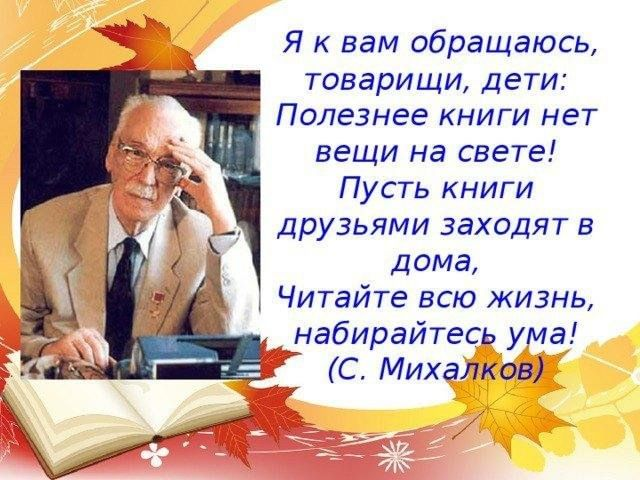 Я к вам обращаюсь,
товарищи, дети:
Полезнее книги нет
вещи на свете!
Пусть книги
друзьями заходят в
дома,
Читайте всю жизнь,
набирайтесь ума!
(С. Михалков)